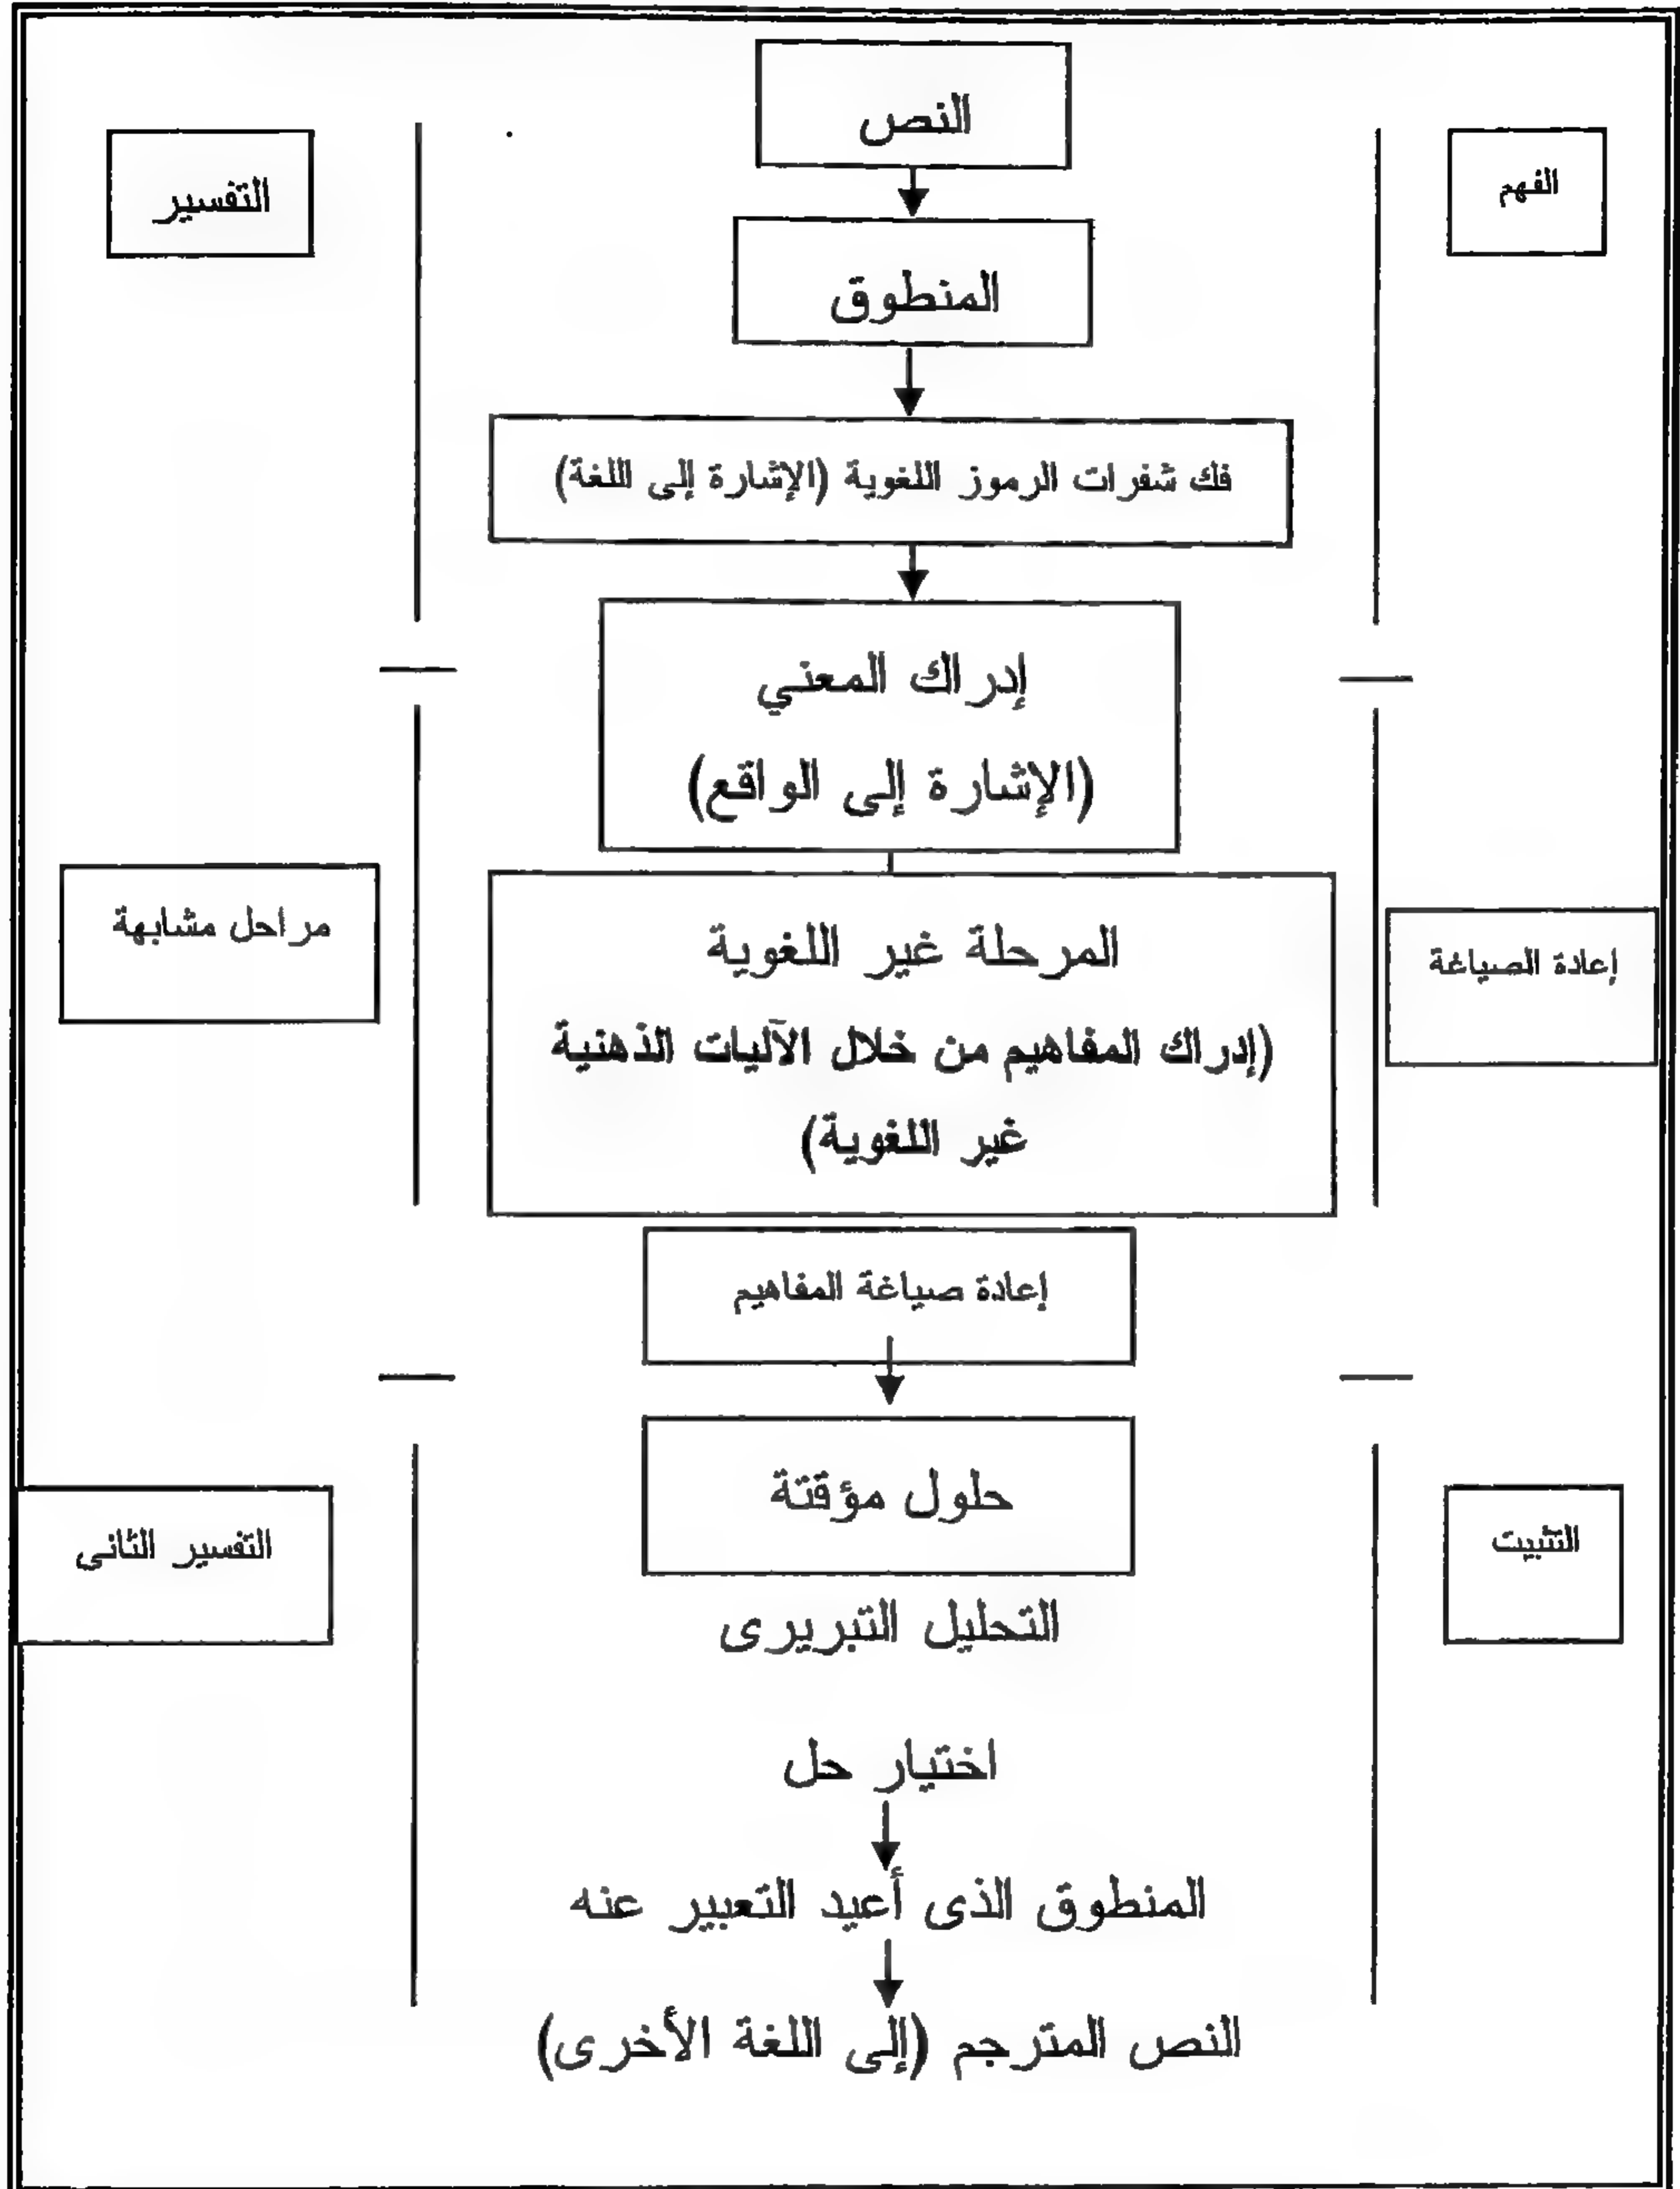 النص
الفهم
التفسير
المنطوق
فك شفرات الرموز اللغوية (الإشارة إلى اللغة)
إدراك المعني
(الإشارة إلى الواقع)
إعادة الصياغة
مراحل مشابهة
المرحلة غير اللغوية
(إدراك المفاهيم من خلال الآليات الذهنية
غير اللغوية)
إعادة صياغة المفاهيم
حلول مؤقتة
التثبيت
التفسير الثانى
التحليل التبريرى
اختيار حل
المنطوق الذى أعيد التعبير عنه
النص المترجم (إلى اللغة الأخرى)